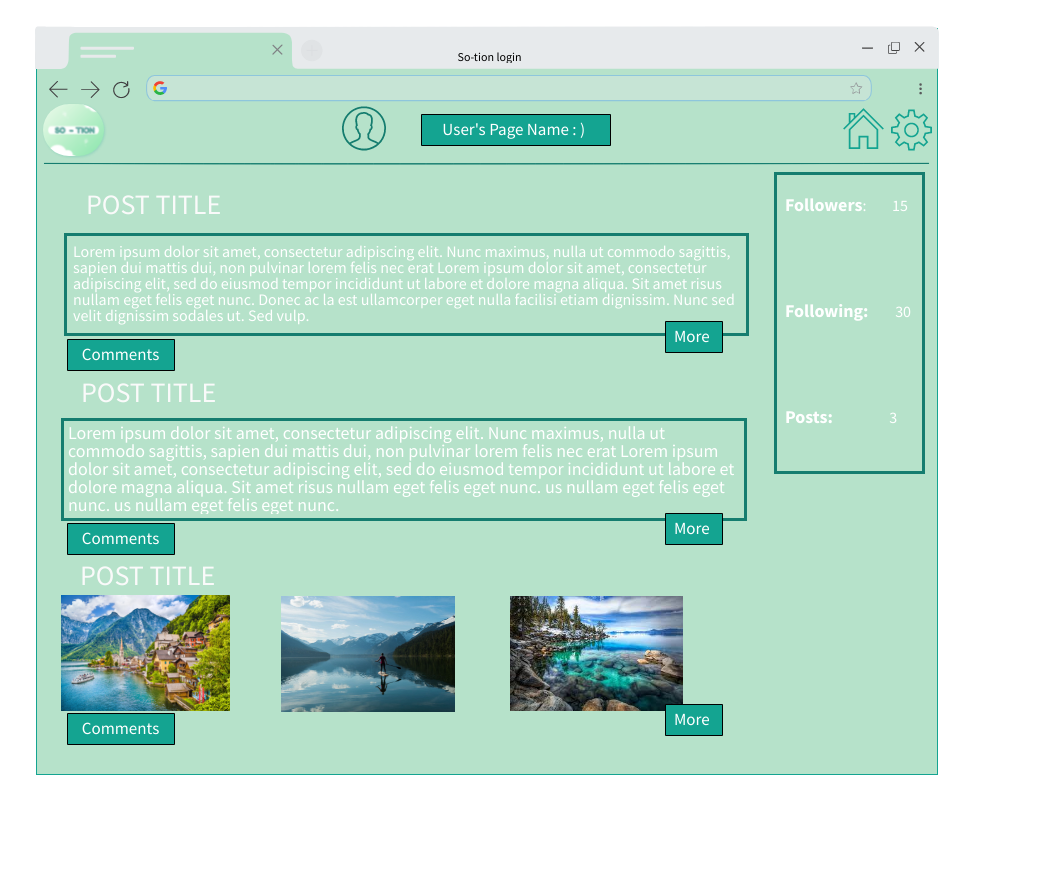 So-tion login
SO - TION
User's Page Name : )
POST TITLE
Lorem ipsum dolor sit amet, consectetur adipiscing elit. Nunc maximus, nulla ut commodo sagittis,
sapien dui mattis dui, non pulvinar lorem felis nec erat Lorem ipsum dolor sit amet, consectetur
adipiscing elit, sed do eiusmod tempor incididunt ut labore et dolore magna aliqua. Sit amet risus
nullam eget felis eget nunc. Donec ac la est ullamcorper eget nulla facilisi etiam dignissim. Nunc sed
velit dignissim sodales ut. Sed vulp.
More
Comments
POST TITLE
Lorem ipsum dolor sit amet, consectetur adipiscing elit. Nunc maximus, nulla ut
commodo sagittis, sapien dui mattis dui, non pulvinar lorem felis nec erat Lorem ipsum
dolor sit amet, consectetur adipiscing elit, sed do eiusmod tempor incididunt ut labore et
dolore magna aliqua. Sit amet risus nullam eget felis eget nunc. us nullam eget felis eget
nunc. us nullam eget felis eget nunc.
More
Comments
POST TITLE
More
Comments
Followers: 15
Following: 30
Posts: 3